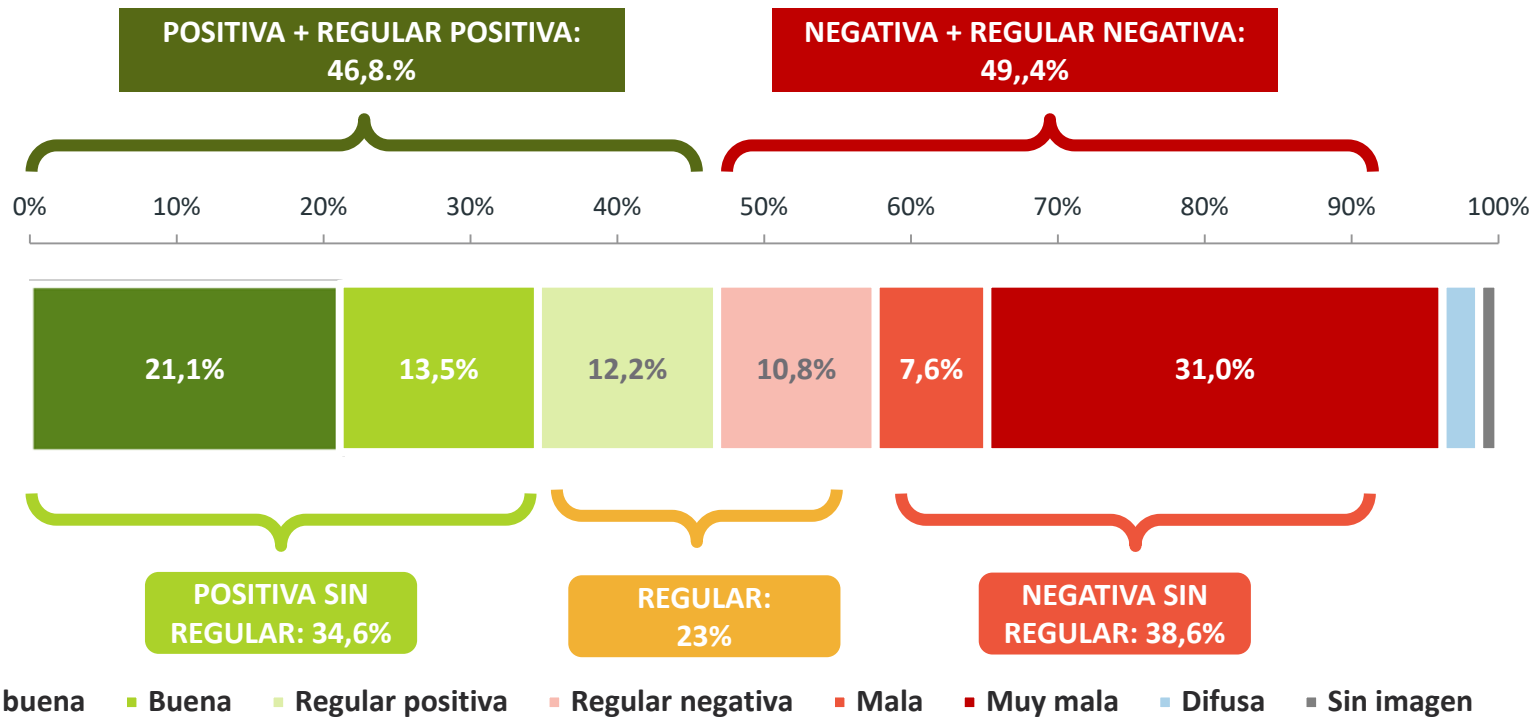 POSITIVA + REGULAR POSITIVA:
46,8.%
NEGATIVA + REGULAR NEGATIVA:
49,,4%
0% 10% 20% 30% 40% 50% 60% 70% 80% 90% 100%
21,1% 13,5% 12,2% 10,8% 7,6% 31,0%
POSITIVA SIN
REGULAR: 34,6%
REGULAR:
23%
NEGATIVA SIN
REGULAR: 38,6%
buena Buena Regular positiva Regular negativa Mala Muy mala Difusa Sin imagen